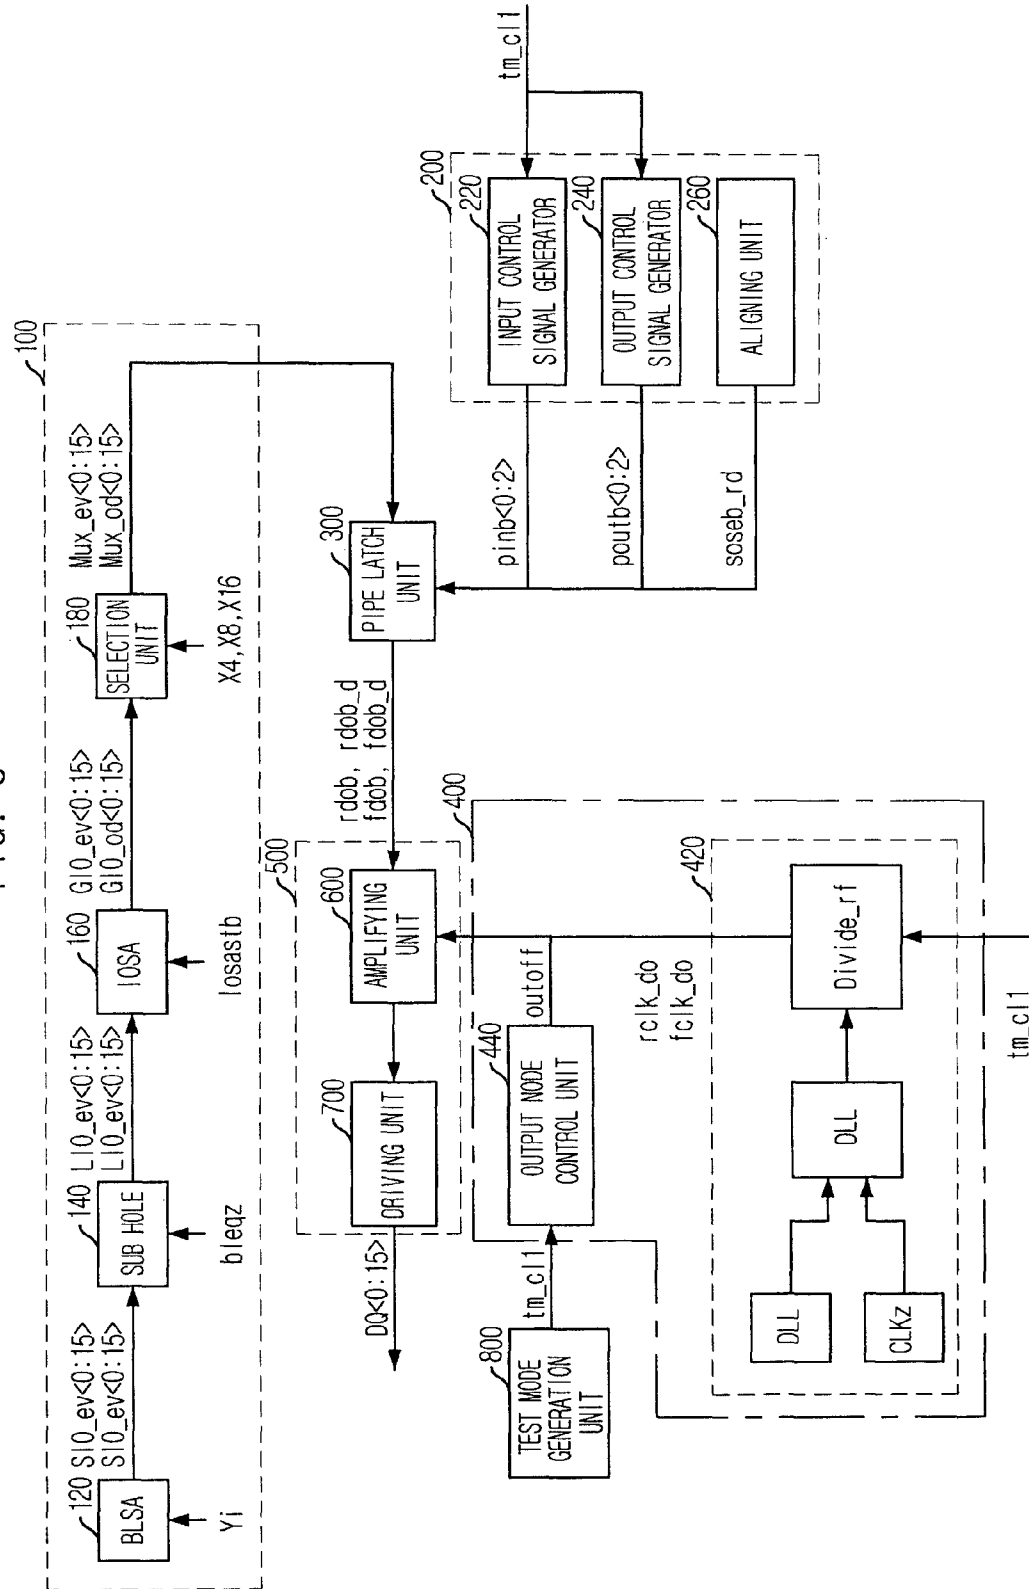 100
120
BLSA
Yi
SIO_ev<0:15>
SIO_ev<0:15>
140
SUB HOLE
bleqz
LIO_ev<0:15>
LIO_ev<0:15>
160
IOSA
Iosastb
GIO_ev<0:15>
GIO_od<0:15>
180
SELECTION
UNIT
X4,X8,X16
Mux_ev<0:15>
Mux_od<0:15>
300
PIPE LATCH
UNIT
rdob, rdob_d
fdob, fdob_d
500
600
AMPLIFYING
UNIT
700
DRIVING UNIT
DQ<0:15>
200
220
INPUT CONTROL
SIGNAL GENERATOR
240
OUTPUT CONTROL
SIGNAL GENERATOR
260
ALIGNING UNIT
tm_cl1
pinb<0:2>
poutb<0:2>
soseb_rd
400
440
OUTPUT NODE
CONTROL UNIT
outoff
tm_cl1
800
TEST MODE
GENERATION
UNIT
rclk_do
fclk_do
420
Divide_rf
DLL
DLL
CLKz
tm_cl1